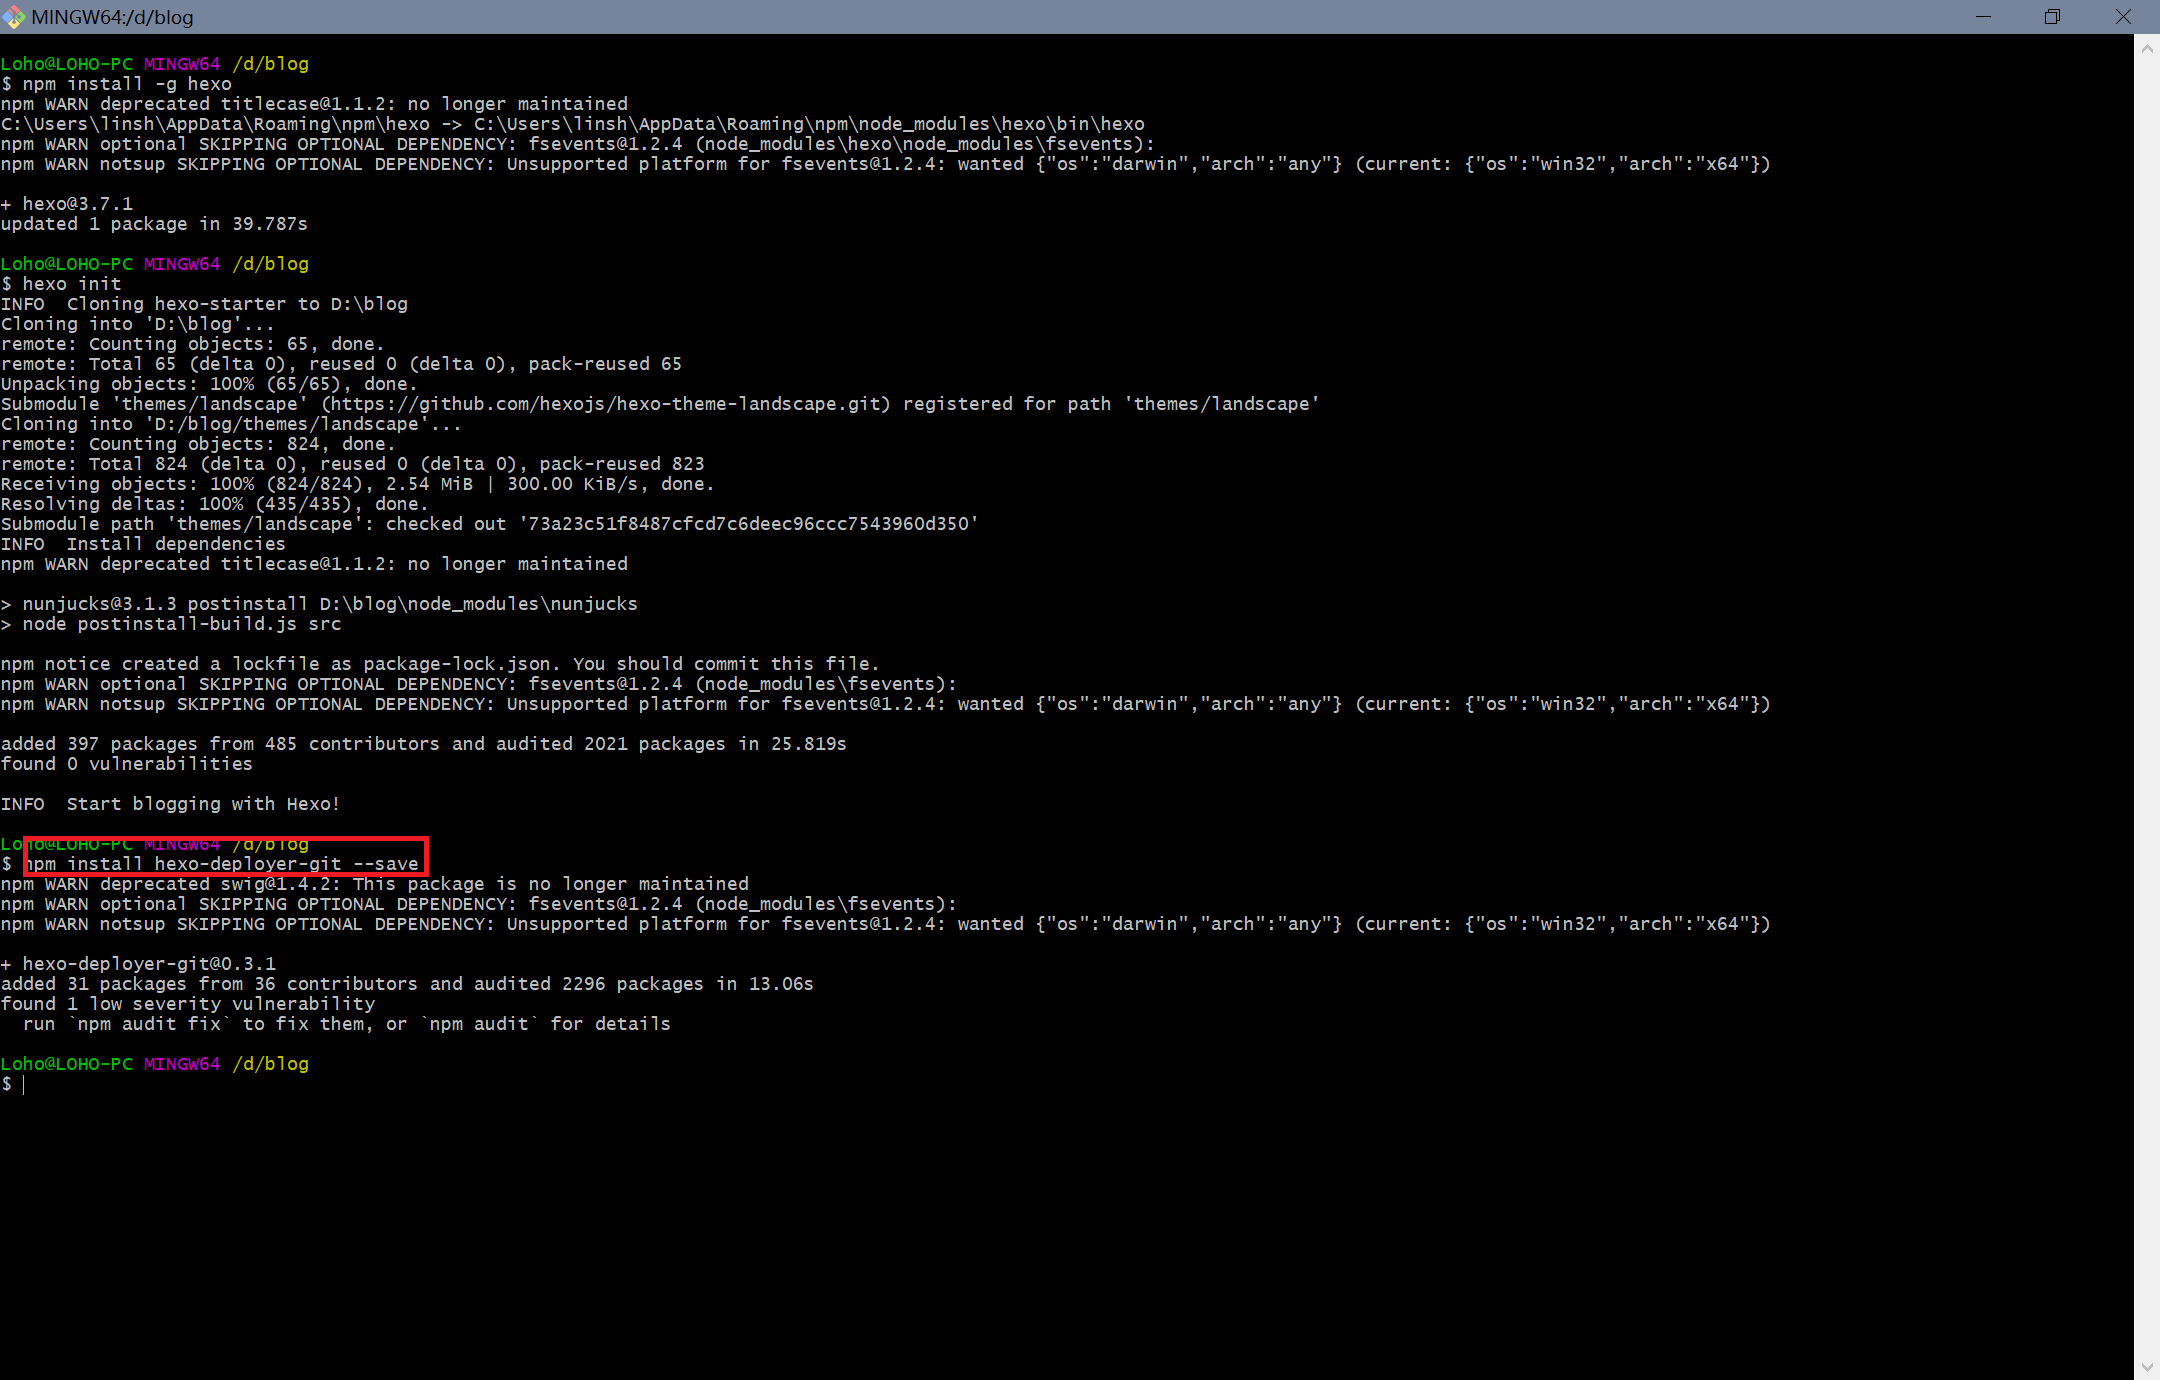 MINGW64:/d/blog
Loho@LOHO-PC MINGW64 /d/blog
$ npm install -g hexo
npm WARN deprecated titlecase@1.1.2: no longer maintained
C:\Users\linsh\AppData\Roaming\npm\hexo -> C:\Users\linsh\AppData\Roaming\npm\node_modules\hexo\bin\hexo
npm WARN optional SKIPPING OPTIONAL DEPENDENCY: fsevents@1.2.4 (node_modules\hexo\node_modules\fsevents):
npm WARN notsup SKIPPING OPTIONAL DEPENDENCY: Unsupported platform for fsevents@1.2.4: wanted {"os":"darwin","arch":"any"} (current: {"os":"win32","arch":"x64"})
+ hexo@3.7.1
updated 1 package in 39.787s
Loho@LOHO-PC MINGW64 /d/blog
$ hexo init
INFO  Cloning hexo-starter to D:\blog
Cloning into 'D:\blog'...
remote: Counting objects: 65, done.
remote: Total 65 (delta 0), reused 0 (delta 0), pack-reused 65
Unpacking objects: 100% (65/65), done.
Submodule 'themes/landscape' (https://github.com/hexojs/hexo-theme-landscape.git) registered for path 'themes/landscape'
Cloning into 'D:/blog/themes/landscape'...
remote: Counting objects: 824, done.
remote: Total 824 (delta 0), reused 0 (delta 0), pack-reused 823
Receiving objects: 100% (824/824), 2.54 MiB | 300.00 KiB/s, done.
Resolving deltas: 100% (435/435), done.
Submodule path 'themes/landscape': checked out '73a23c51f8487cfcd7c6deec96ccc7543960d350'
INFO  Install dependencies
npm WARN deprecated titlecase@1.1.2: no longer maintained
> nunjucks@3.1.3 postinstall D:\blog\node_modules\nunjucks
> node postinstall-build.js src
npm notice created a lockfile as package-lock.json. You should commit this file.
npm WARN optional SKIPPING OPTIONAL DEPENDENCY: fsevents@1.2.4 (node_modules\fsevents):
npm WARN notsup SKIPPING OPTIONAL DEPENDENCY: Unsupported platform for fsevents@1.2.4: wanted {"os":"darwin","arch":"any"} (current: {"os":"win32","arch":"x64"})
added 397 packages from 485 contributors and audited 2021 packages in 25.819s
found 0 vulnerabilities
INFO  Start blogging with Hexo!
Loho@LOHO-PC MINGW64 /d/blog
$ npm install hexo-deployer-git --save
npm WARN deprecated swig@1.4.2: This package is no longer maintained
npm WARN optional SKIPPING OPTIONAL DEPENDENCY: fsevents@1.2.4 (node_modules\fsevents):
npm WARN notsup SKIPPING OPTIONAL DEPENDENCY: Unsupported platform for fsevents@1.2.4: wanted {"os":"darwin","arch":"any"} (current: {"os":"win32","arch":"x64"})
+ hexo-deployer-git@0.3.1
added 31 packages from 36 contributors and audited 2296 packages in 13.06s
found 1 low severity vulnerability
  run `npm audit fix` to fix them, or `npm audit` for details
Loho@LOHO-PC MINGW64 /d/blog
$